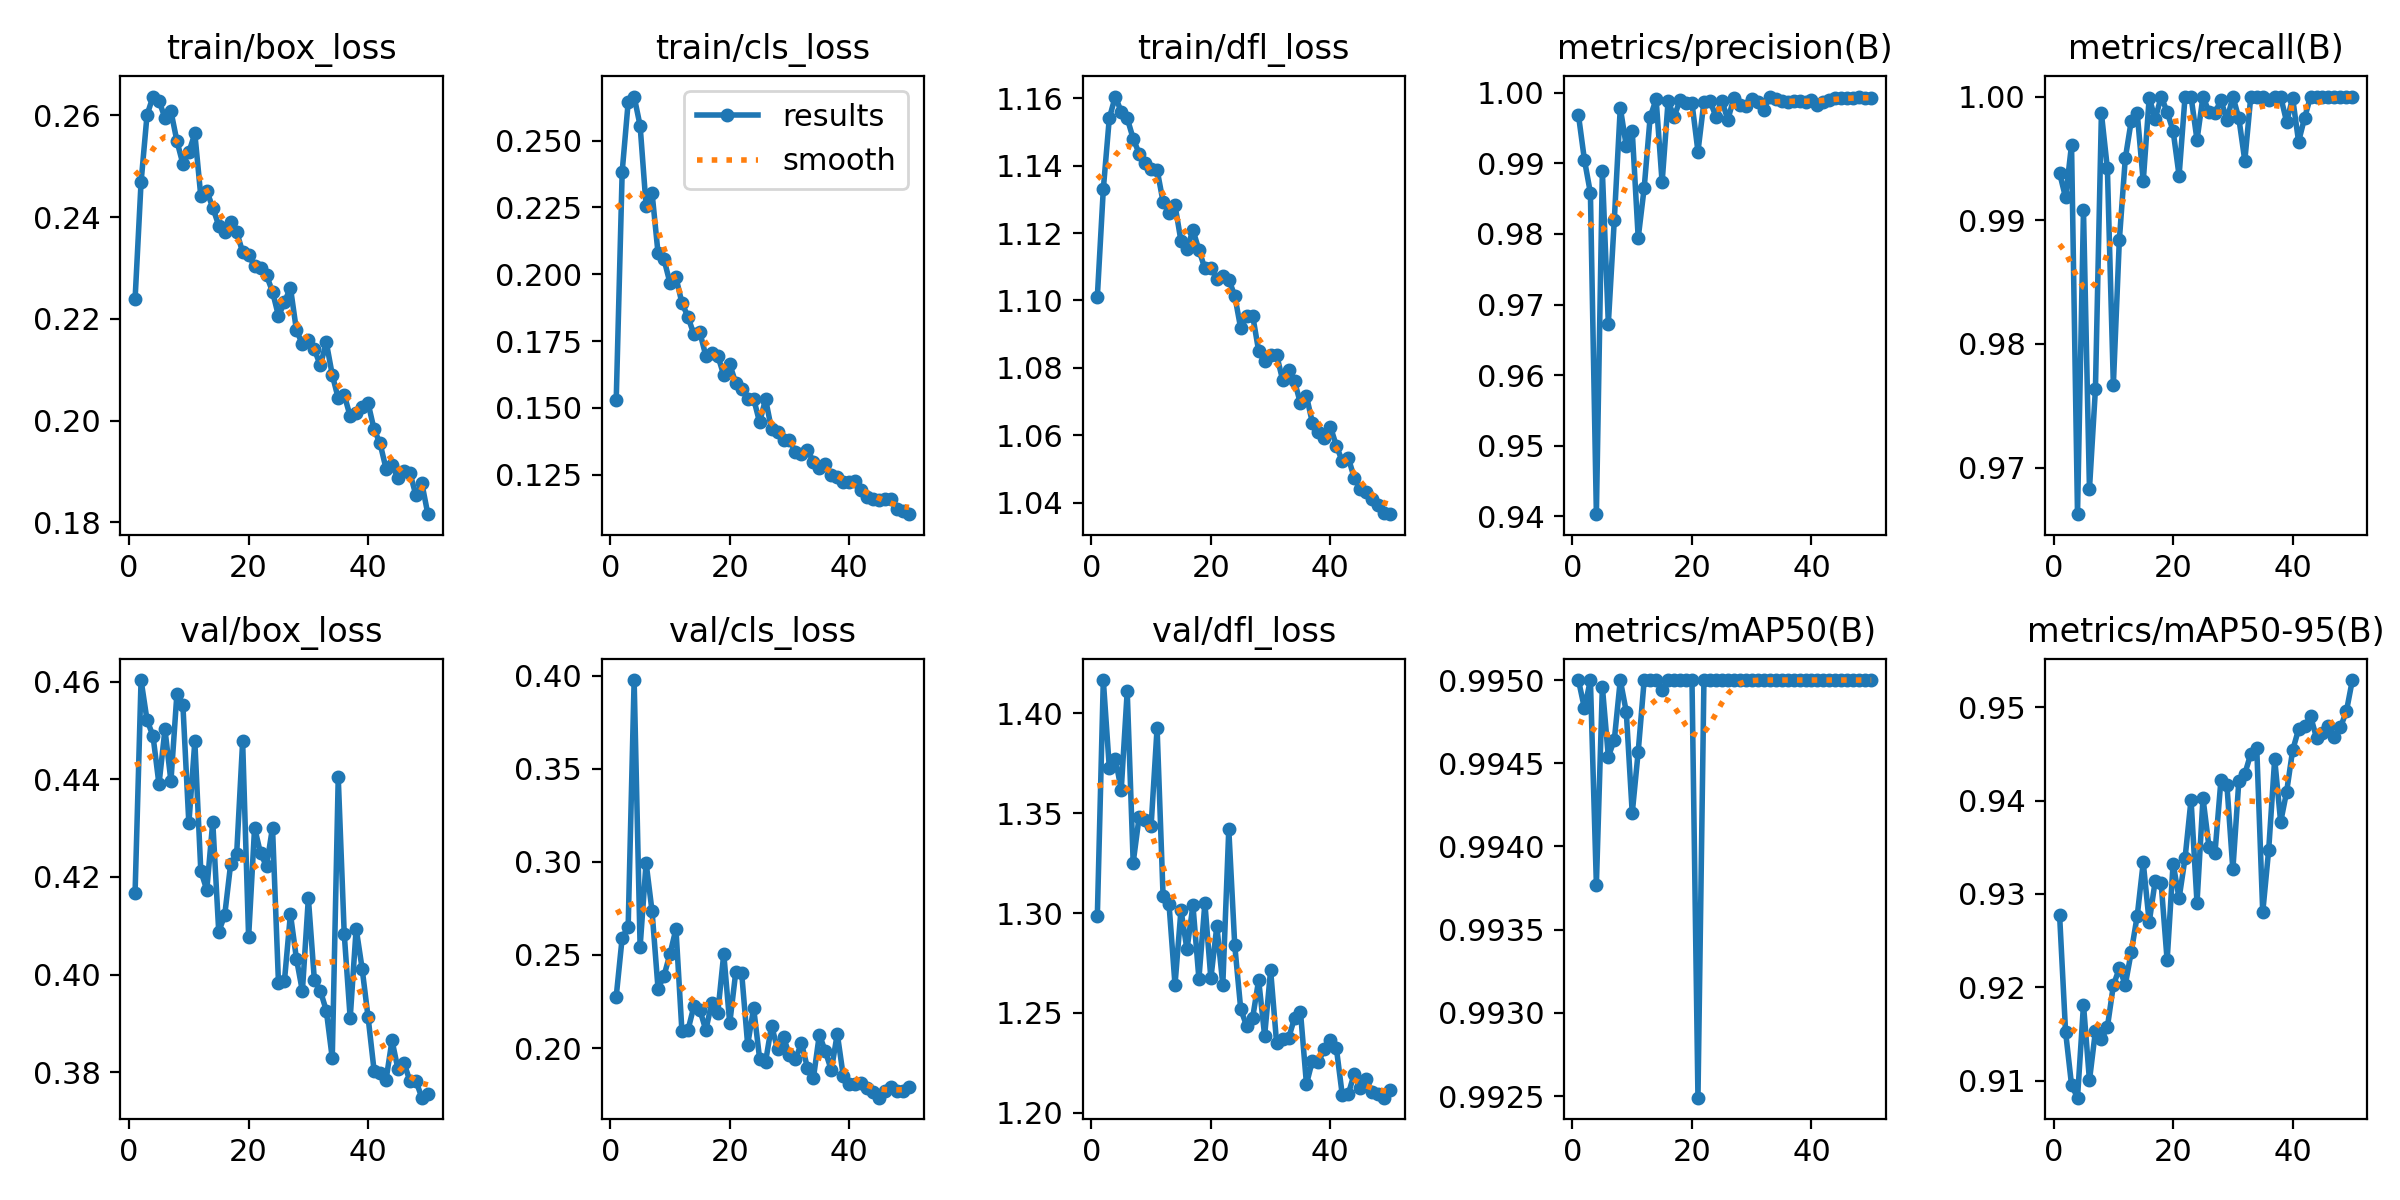 train/box_loss
0.26
0.24
0.22
0.20
0.18
0 20 40
train/cls_loss
results
smooth
0.250
0.225
0.200
0.175
0.150
0.125
0 20 40
train/dfl_loss
1.16
1.14
1.12
1.10
1.08
1.06
1.04
0 20 40
metrics/precision(B)
1.00
0.99
0.98
0.97
0.96
0.95
0.94
0 20 40
metrics/recall(B)
1.00
0.99
0.98
0.97
0 20 40
val/box_loss
0.46
0.44
0.42
0.40
0.38
0 20 40
val/cls_loss
0.40
0.35
0.30
0.25
0.20
0 20 40
val/dfl_loss
1.40
1.35
1.30
1.25
1.20
0 20 40
metrics/mAP50(B)
0.9950
0.9945
0.9940
0.9935
0.9930
0.9925
0 20 40
metrics/mAP50-95(B)
0.95
0.94
0.93
0.92
0.91
0 20 40